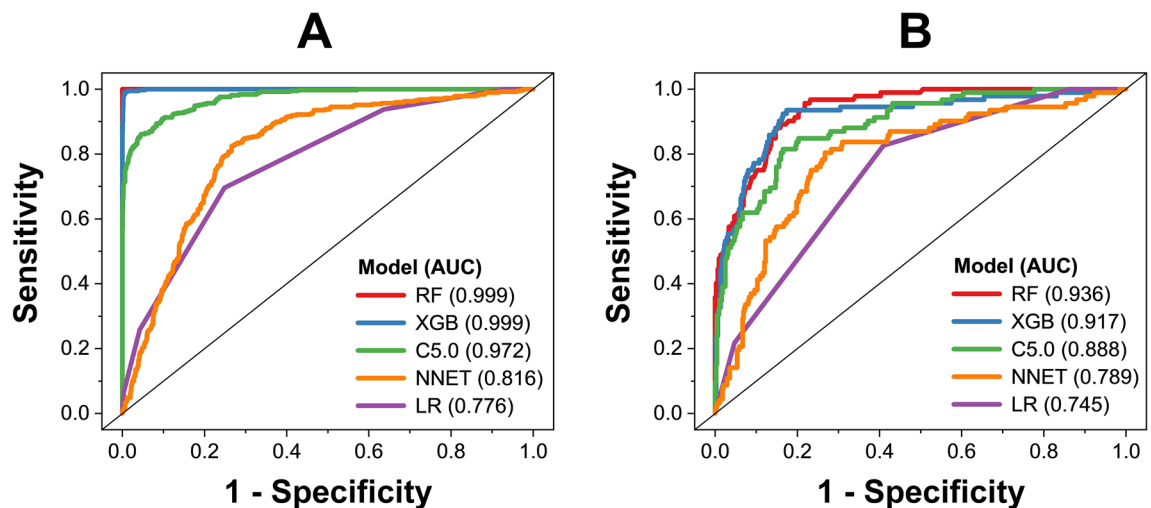 A
Sensitivity
1.0
0.8
0.6
0.4
0.2
0.0
Model (AUC)
RF (0.999)
XGB (0.999)
C5.0 (0.972)
NNET (0.816)
LR (0.776)
0.0 0.2 0.4 0.6 0.8 1.0
1 - Specificity
B
Sensitivity
1.0
0.8
0.6
0.4
0.2
0.0
Model (AUC)
RF (0.936)
XGB (0.917)
C5.0 (0.888)
NNET (0.789)
LR (0.745)
0.0 0.2 0.4 0.6 0.8 1.0
1 - Specificity